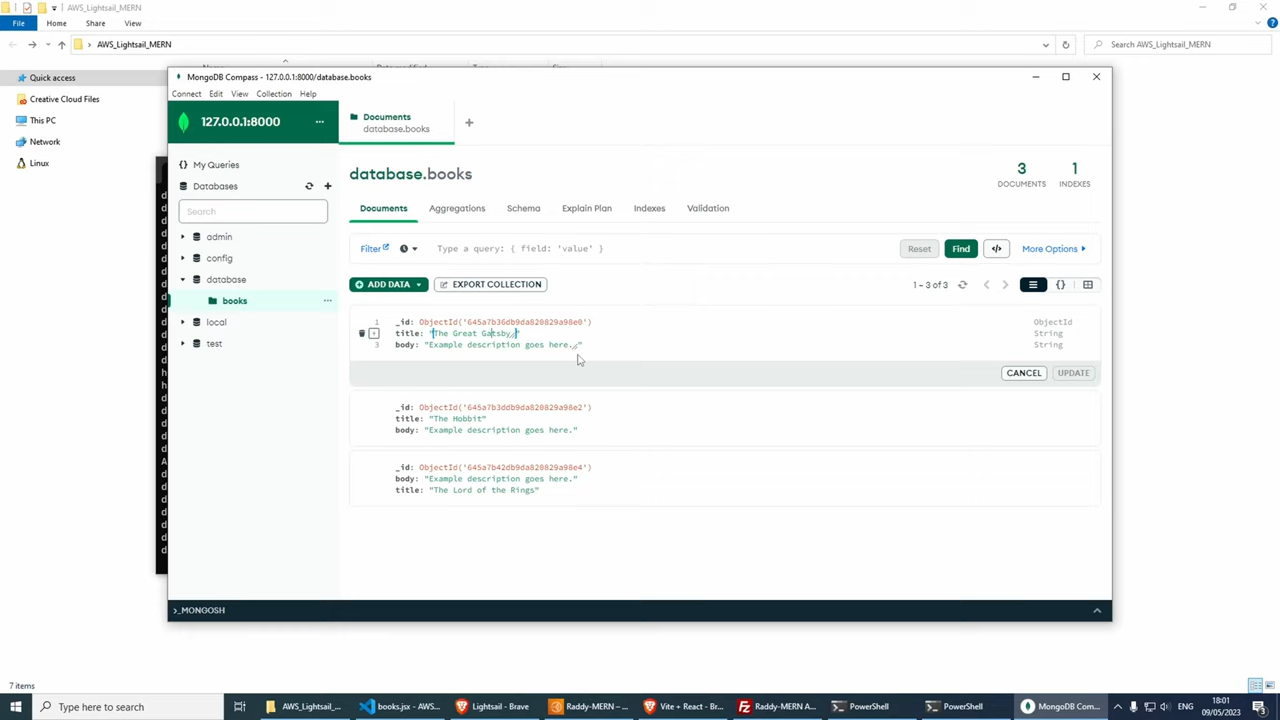 AWS_Lightsail_MERN
File Home Share View
AWS_Lightsail_MERN
Search AWS_Lightsail_MERN
Quick access
Creative Cloud Files
This PC
Network
Linux
MongoDB Compass - 127.0.0.1:8000/database.books
Connect Edit View Collection Help
127.0.0.1:8000 ...
Documents
database.books
My Queries
Databases
Search
admin
config
database
books ...
local
test
database.books
3
DOCUMENTS
1
INDEXES
Documents Aggregations Schema Explain Plan Indexes Validation
Filter
Type a query: { field: 'value' }
Reset Find </> More Options
ADD DATA EXPORT COLLECTION
1 – 3 of 3 {}
1 _id: ObjectId('645a7b36db9da820829a98e0') ObjectId
title: "The Great Gatsby" String
3 body: "Example description goes here." String
CANCEL UPDATE
_id: ObjectId('645a7b3ddb9da820829a98e2')
title: "The Hobbit"
body: "Example description goes here."
_id: ObjectId('645a7b42db9da820829a98e4')
body: "Example description goes here."
title: "The Lord of the Rings"
>_MONGOSH
7 items
Type here to search
AWS_Lightsail_...
books.jsx - AWS...
Lightsail - Brave
Raddy-MERN –...
Vite + React - Br...
Raddy-MERN A...
PowerShell
PowerShell
MongoDB Com...
18:01
09/05/2023